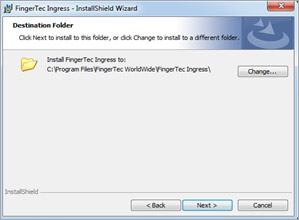 FingerTec Ingress - InstallShield Wizard
Destination Folder
Click Next to install to this folder, or click Change to install to a different folder.
Install FingerTec Ingress to:
C:\Program Files\FingerTec WorldWide\FingerTec Ingress\
Change...
InstallShield
< Back
Next >
Cancel